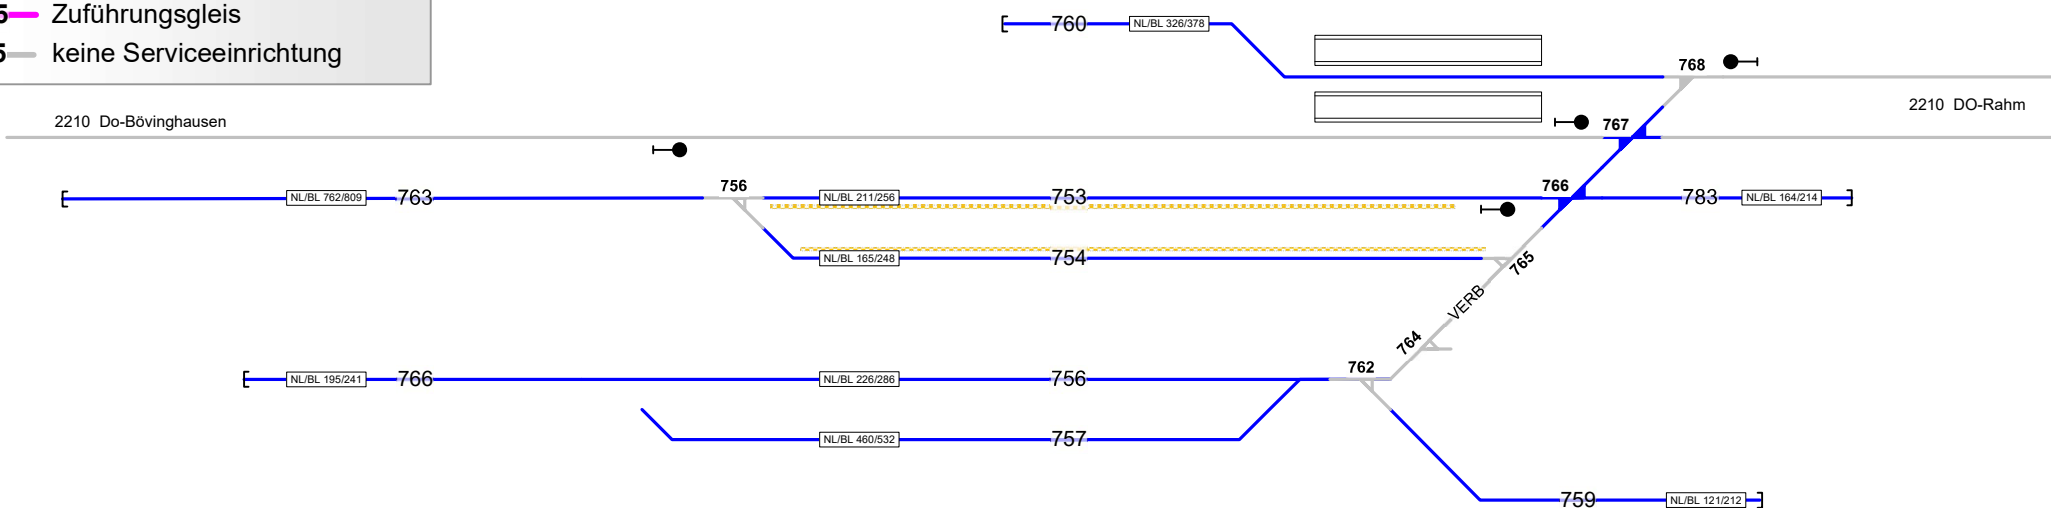 5 Zuführungsgleis
5 keine Serviceeinrichtung
760 NL/BL 326/378
768
2210 DO-Rahm
2210 Do-Bövinghausen
767
756
766
NL/BL 762/809 763 NL/BL 211/256 753 783 NL/BL 164/214
NL/BL 165/248 754
765
VERB
764
762
NL/BL 195/241 766 NL/BL 226/286 756
NL/BL 460/532 757
759 NL/BL 121/212